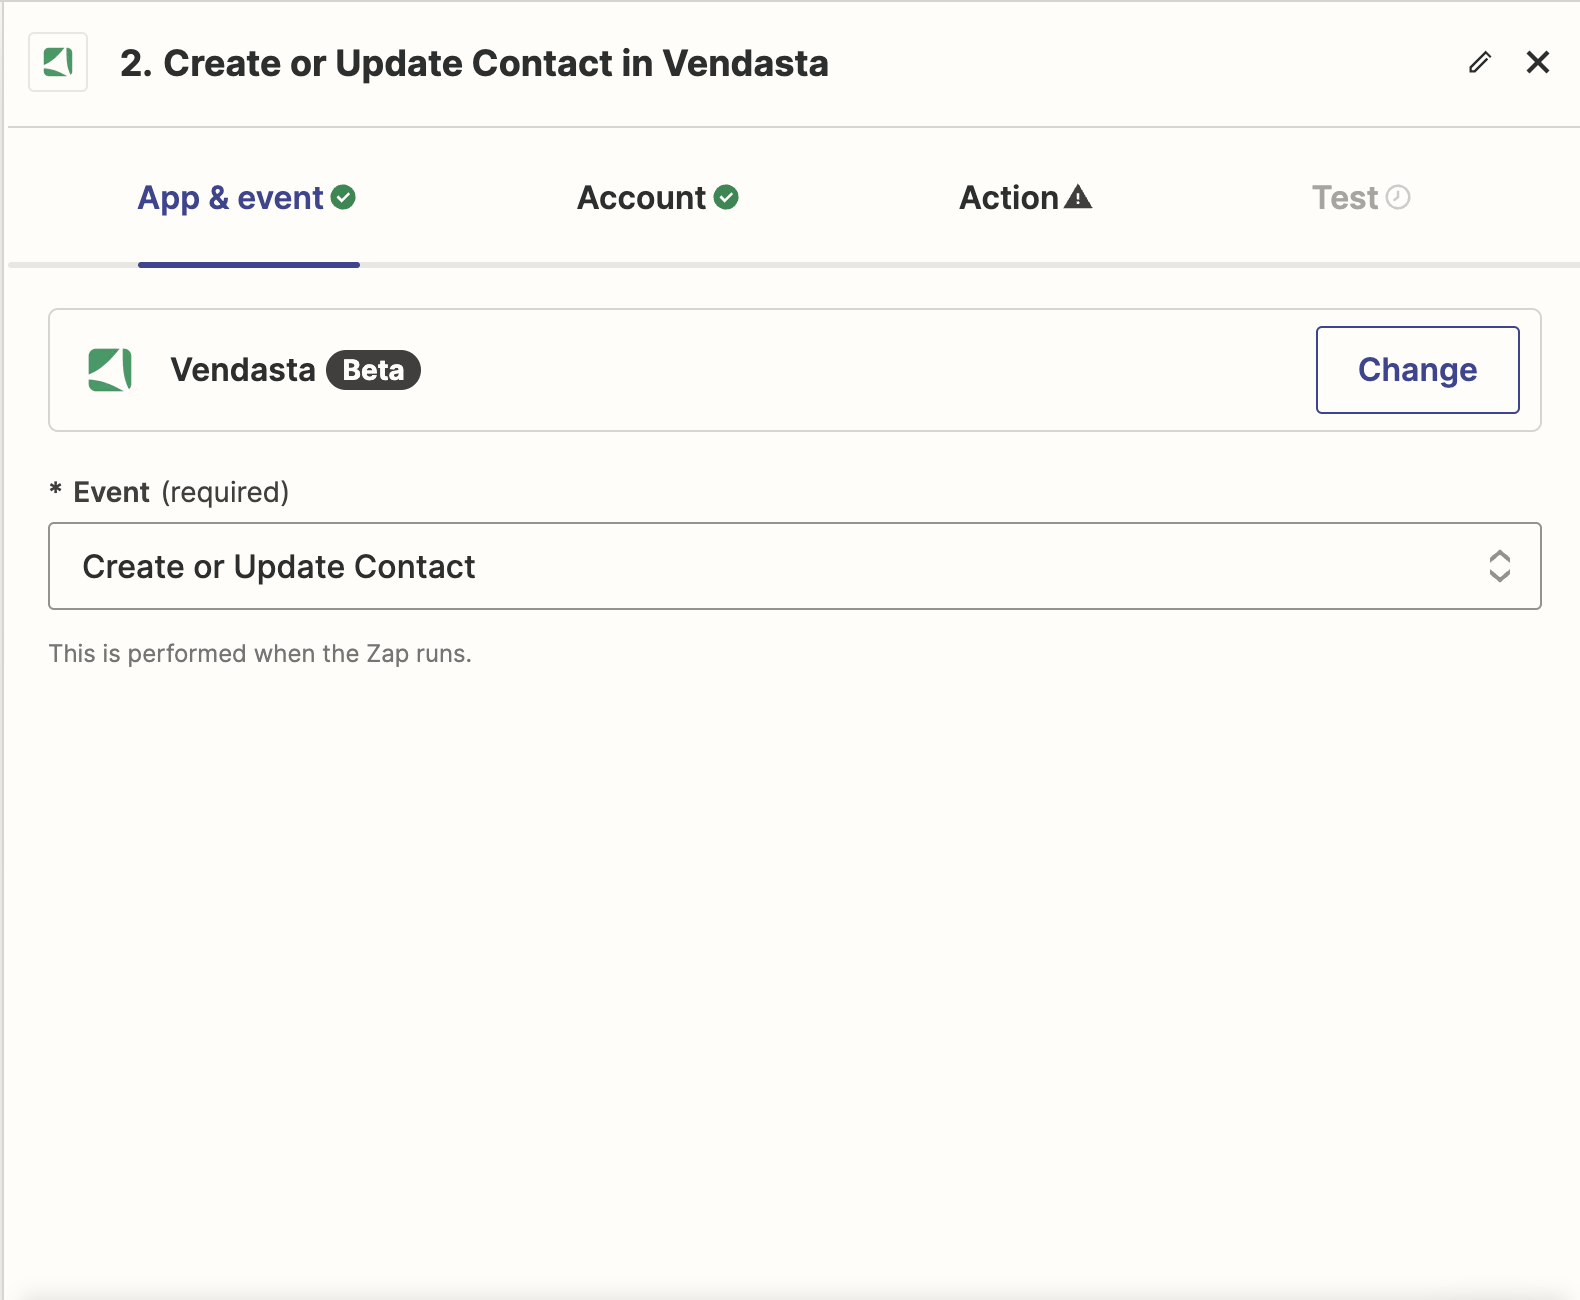 2. Create or Update Contact in Vendasta
App & event
Account
Action
Test
Vendasta Beta
Change
* Event (required)
Create or Update Contact
This is performed when the Zap runs.